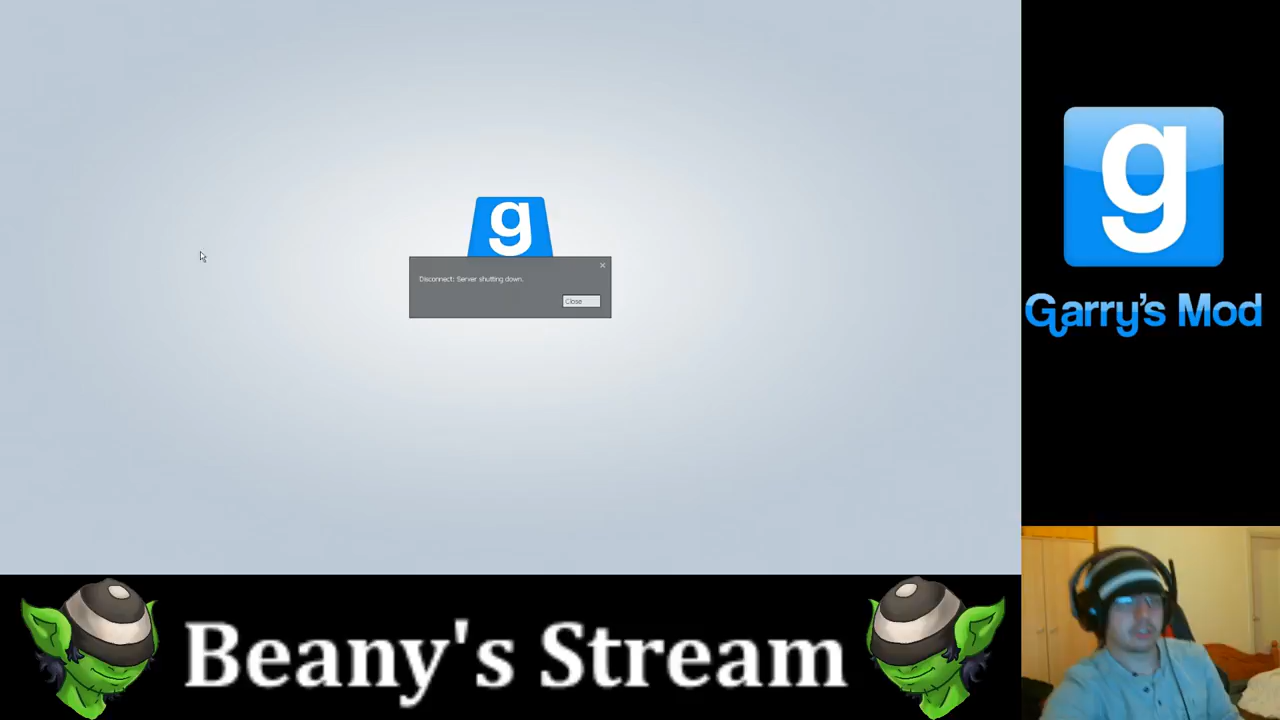 g
Disconnect: Server shutting down.
Close
g
Garry's Mod
Beany's Stream